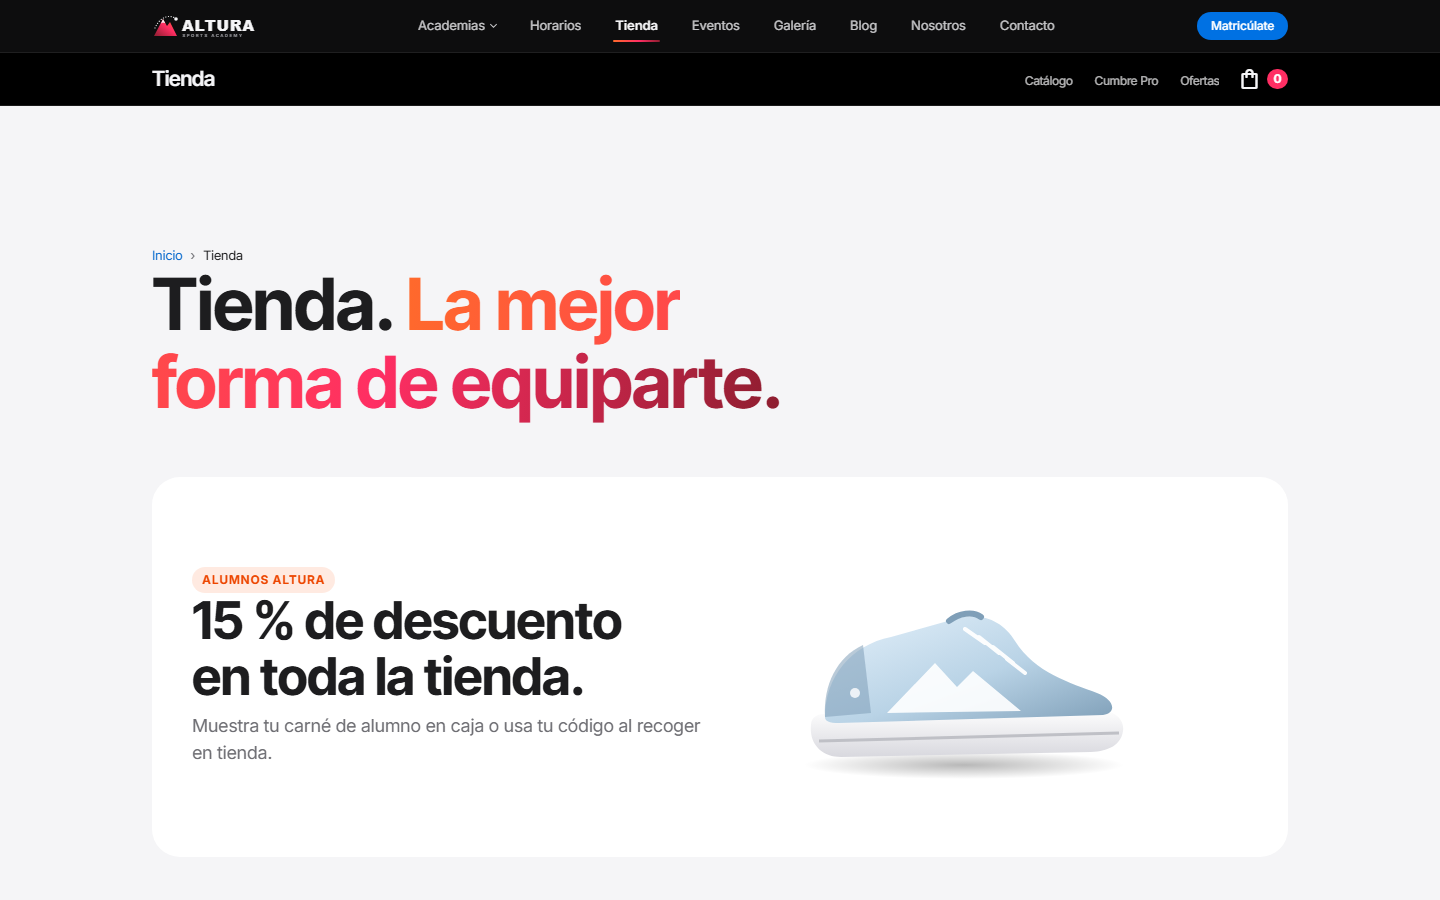 ALTURA
SPORTS ACADEMY
Academias
Horarios
Tienda
Eventos
Galería
Blog
Nosotros
Contacto
Matricúlate
Tienda
Catálogo
Cumbre Pro
Ofertas
0
Inicio › Tienda
Tienda. La mejor
forma de equiparte.
ALUMNOS ALTURA
15 % de descuento
en toda la tienda.
Muestra tu carné de alumno en caja o usa tu código al recoger
en tienda.